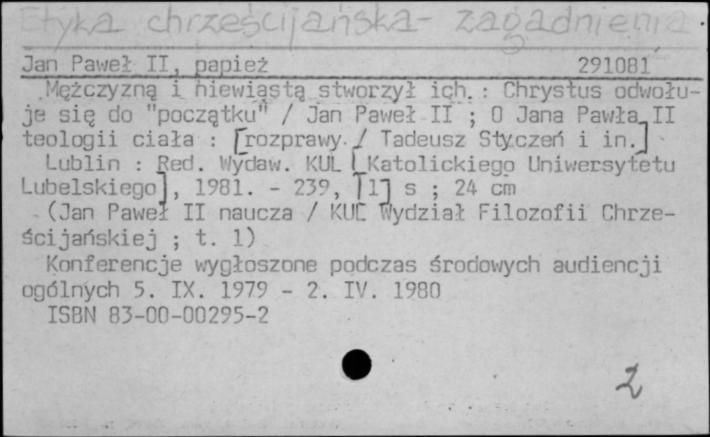 Etyka chrześcijańska - zagadnienia
Jan Paweł II, papież 291081
Mężczyzną i niewiastą stworzył ich. : Chrystus odwołu-
je się do "początku" / Jan Paweł II ; O Jana Pawła II
teologii ciała : [rozprawy / Tadeusz Styczeń i in.]
Lublin : Red. Wydaw. KUL [Katolickiego Uniwersytetu
Lubelskiego], 1981. - 239, [1] s ; 24 cm
(Jan Paweł II naucza / KUL Wydział Filozofii Chrze-
ścijańskiej ; t. 1)
Konferencje wygłoszone podczas środowych audiencji
ogólnych 5. IX. 1979 - 2. IV. 1980
ISBN 83-00-00295-2
2